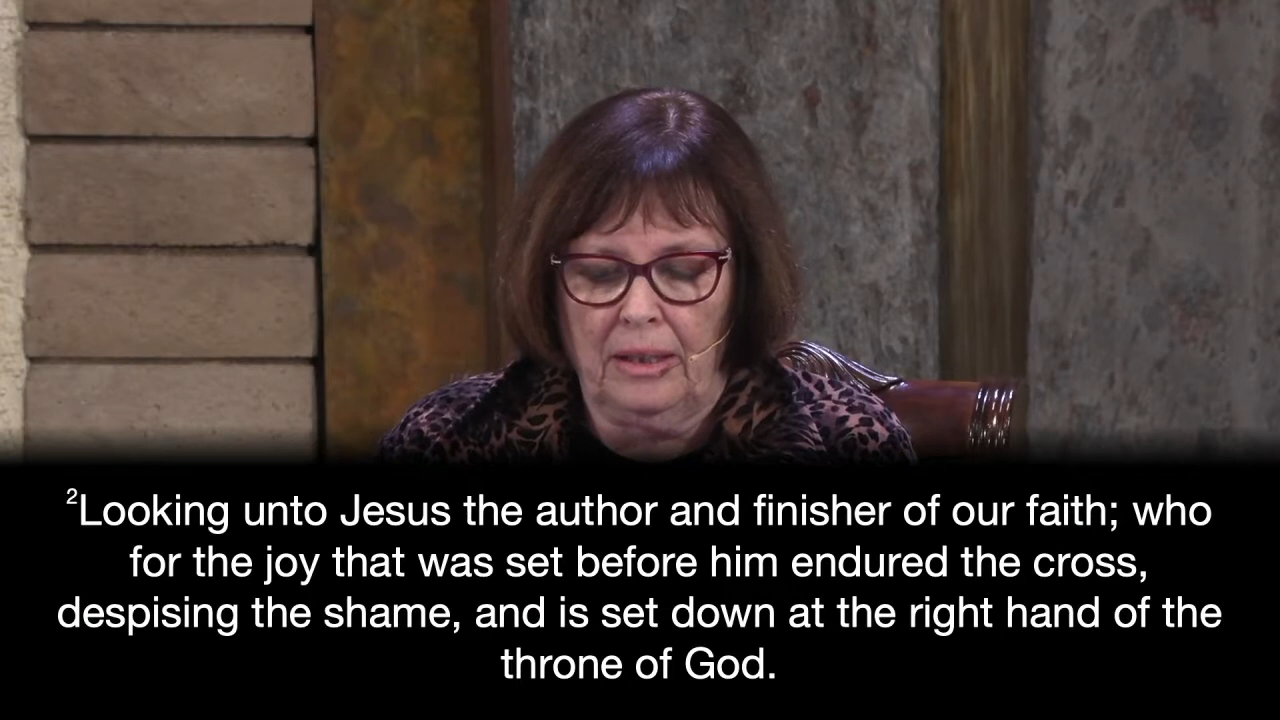 ²Looking unto Jesus the author and finisher of our faith; who
for the joy that was set before him endured the cross,
despising the shame, and is set down at the right hand of the
throne of God.